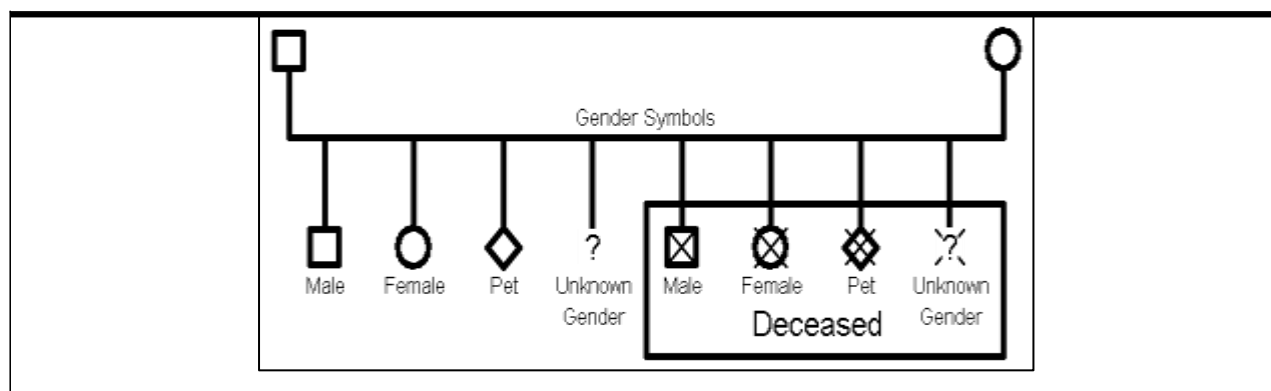 Gender Symbols
? ?
Male Female Pet Unknown Gender Male Female Pet Unknown Gender
Deceased